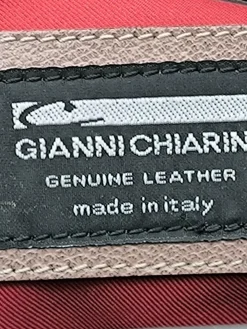 GIANNI CHIARIN
GENUINE LEATHER
made in italy